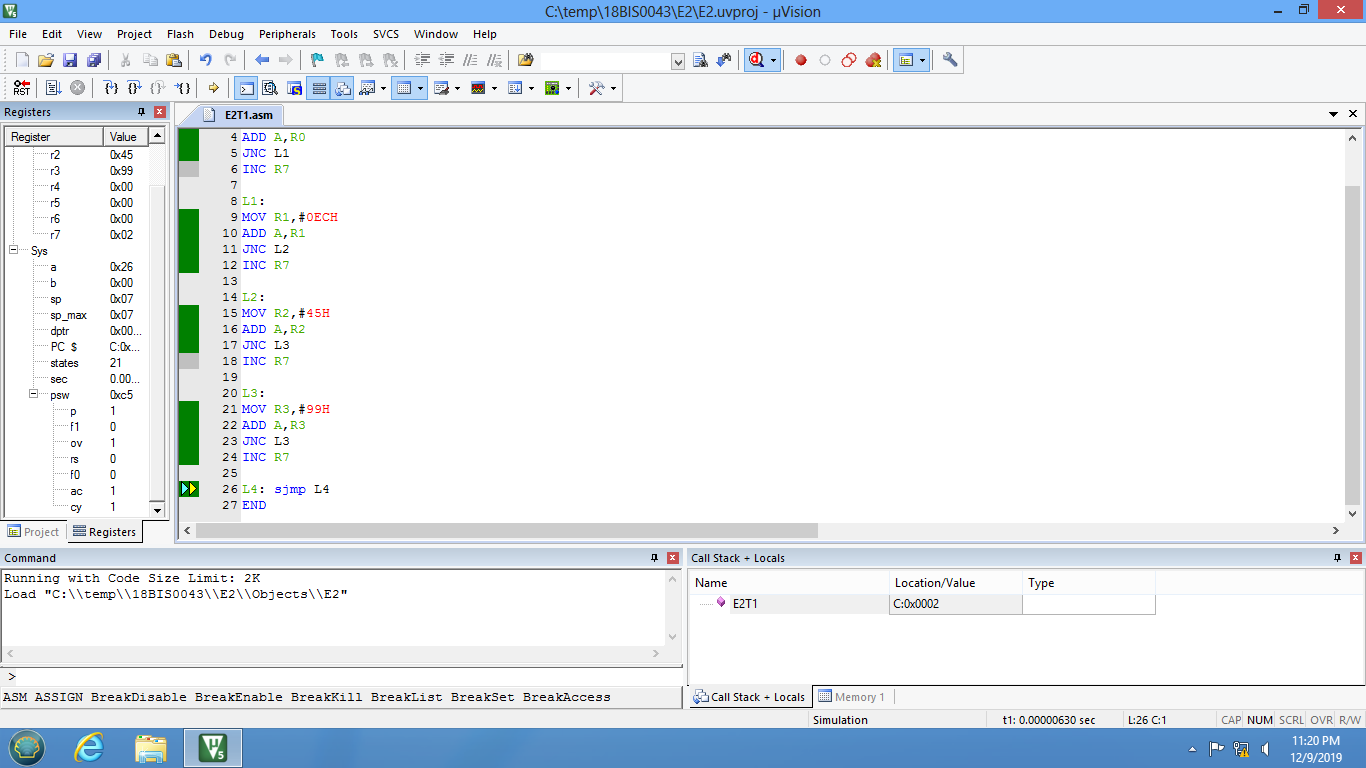 C:\temp\18BIS0043\E2\E2.uvproj - µVision
File Edit View Project Flash Debug Peripherals Tools SVCS Window Help
RST
Registers
E2T1.asm
Register Value
r2 0x45
r3 0x99
r4 0x00
r5 0x00
r6 0x00
r7 0x02
Sys
a 0x26
b 0x00
sp 0x07
sp_max 0x07
dptr 0x00...
PC $ C:0x...
states 21
sec 0.00...
psw 0xc5
p 1
f1 0
ov 1
rs 0
f0 0
ac 1
cy 1
Project Registers
4 ADD A,R0
5 JNC L1
6 INC R7
7
8 L1:
9 MOV R1,#0ECH
10 ADD A,R1
11 JNC L2
12 INC R7
13
14 L2:
15 MOV R2,#45H
16 ADD A,R2
17 JNC L3
18 INC R7
19
20 L3:
21 MOV R3,#99H
22 ADD A,R3
23 JNC L3
24 INC R7
25
26 L4: sjmp L4
27 END
Command
Running with Code Size Limit: 2K
Load "C:\\temp\\18BIS0043\\E2\\Objects\\E2"
>
ASM ASSIGN BreakDisable BreakEnable BreakKill BreakList BreakSet BreakAccess
Call Stack + Locals
Name Location/Value Type
E2T1 C:0x0002
Call Stack + Locals Memory 1
Simulation t1: 0.00000630 sec L:26 C:1 CAP NUM SCRL OVR R/W
11:20 PM
12/9/2019